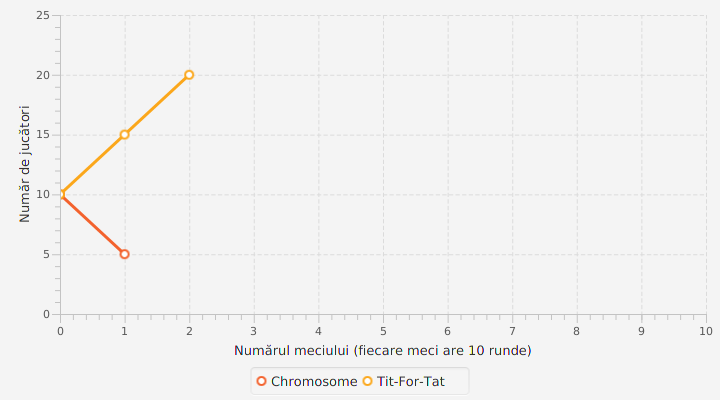 25
20
15
10
5
0
Număr de jucători
0 1 2 3 4 5 6 7 8 9 10
Numărul meciului (fiecare meci are 10 runde)
Chromosome Tit-For-Tat